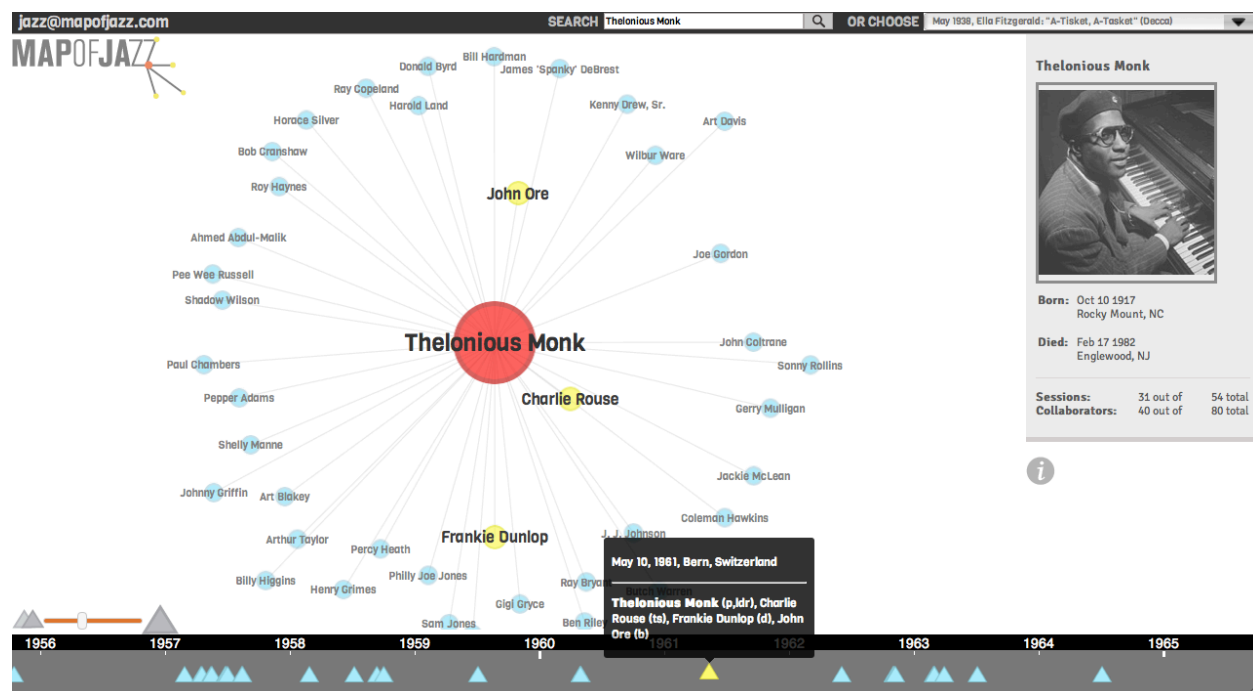 jazz@mapofjazz.com
SEARCH Thelonious Monk
OR CHOOSE May 1938, Ella Fitzgerald: "A-Tisket, A-Tasket" (Decca)
MAPOFJAZZ
Bill Hardman
Donald Byrd
James 'Spanky' DeBrest
Ray Copeland
Harold Land
Kenny Drew, Sr.
Horace Silver
Art Davis
Bob Cranshaw
Wilbur Ware
Roy Haynes
John Ore
Ahmed Abdul-Malik
Joe Gordon
Pee Wee Russell
Shadow Wilson
Thelonious Monk
John Coltrane
Paul Chambers
Sonny Rollins
Pepper Adams
Charlie Rouse
Gerry Mulligan
Shelly Manne
Jackie McLean
Johnny Griffin
Art Blakey
Coleman Hawkins
Arthur Taylor
Frankie Dunlop
J. J. Johnson
Percy Heath
Billy Higgins
Philly Joe Jones
Henry Grimes
Ray Bryant
Butch Warren
Gigi Gryce
Sam Jones
Ben Riley
May 10, 1961, Bern, Switzerland
Thelonious Monk (p,ldr), Charlie
Rouse (ts), Frankie Dunlop (d), John
Ore (b)
Thelonious Monk
Born: Oct 10 1917
Rocky Mount, NC
Died: Feb 17 1982
Englewood, NJ
Sessions: 31 out of 54 total
Collaborators: 40 out of 80 total
i
1956 1957 1958 1959 1960 1961 1962 1963 1964 1965